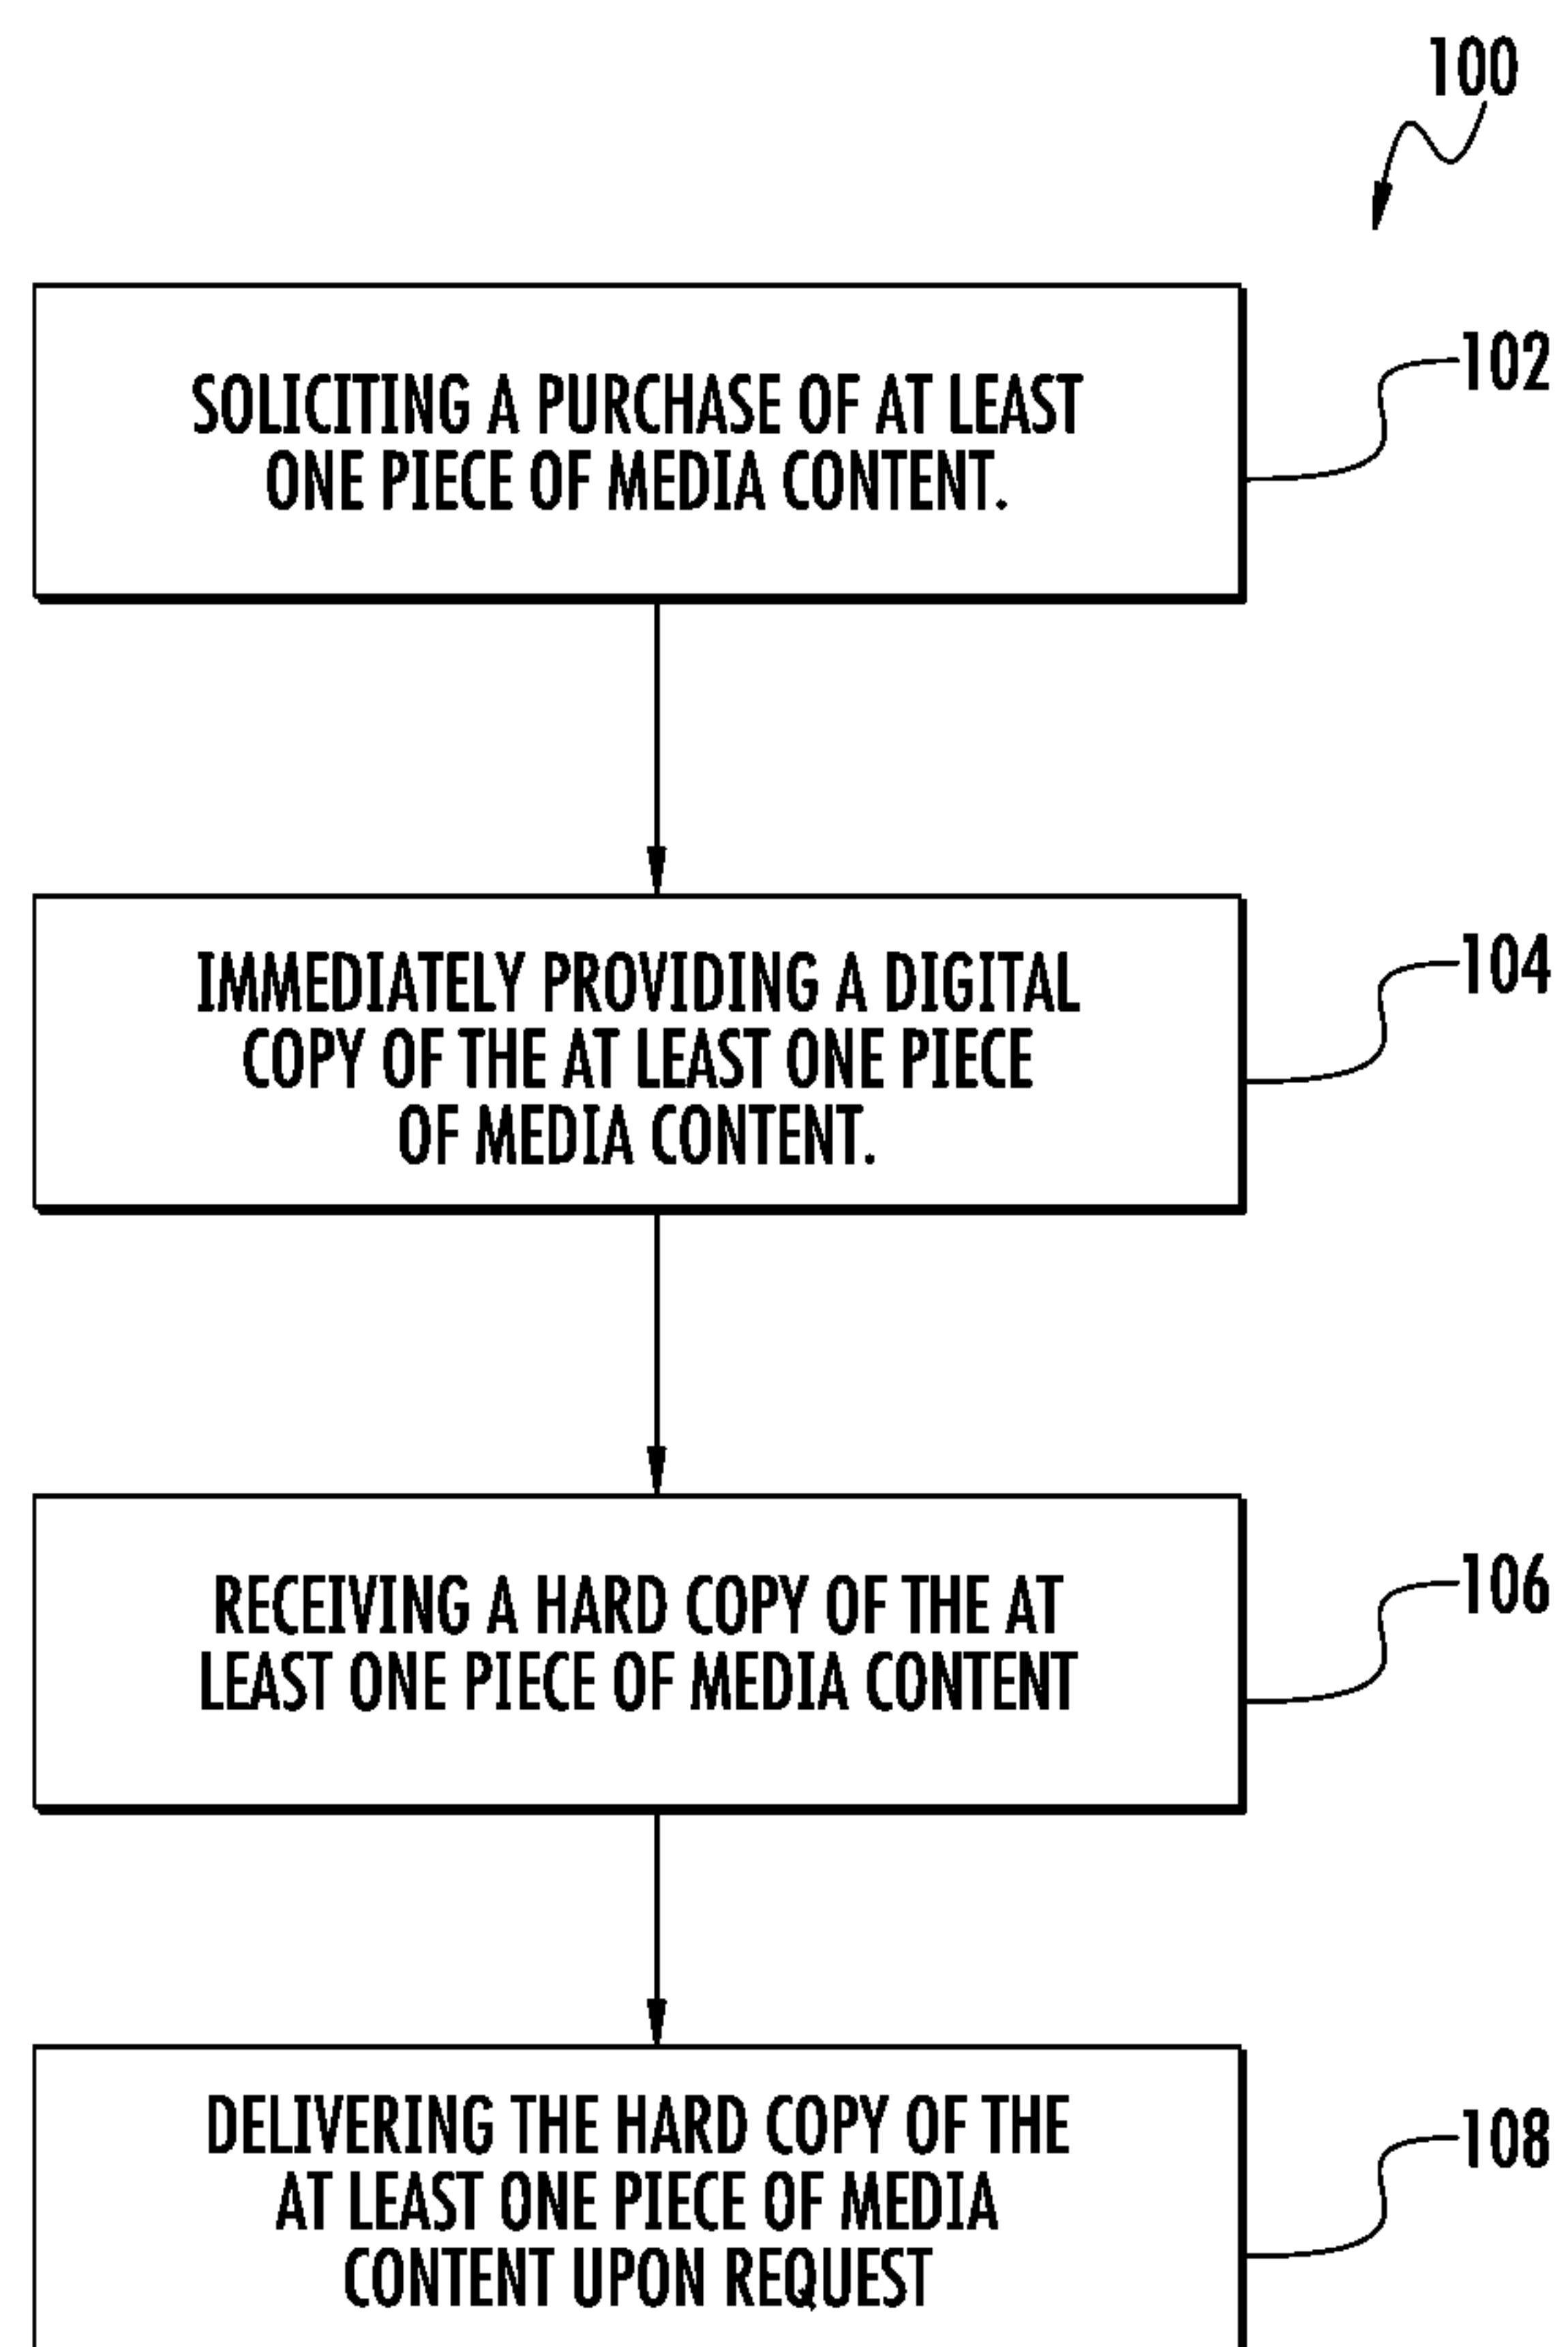 100
SOLICITING A PURCHASE OF AT LEAST
ONE PIECE OF MEDIA CONTENT.
102
IMMEDIATELY PROVIDING A DIGITAL
COPY OF THE AT LEAST ONE PIECE
OF MEDIA CONTENT.
104
RECEIVING A HARD COPY OF THE AT
LEAST ONE PIECE OF MEDIA CONTENT
106
DELIVERING THE HARD COPY OF THE
AT LEAST ONE PIECE OF MEDIA
CONTENT UPON REQUEST
108